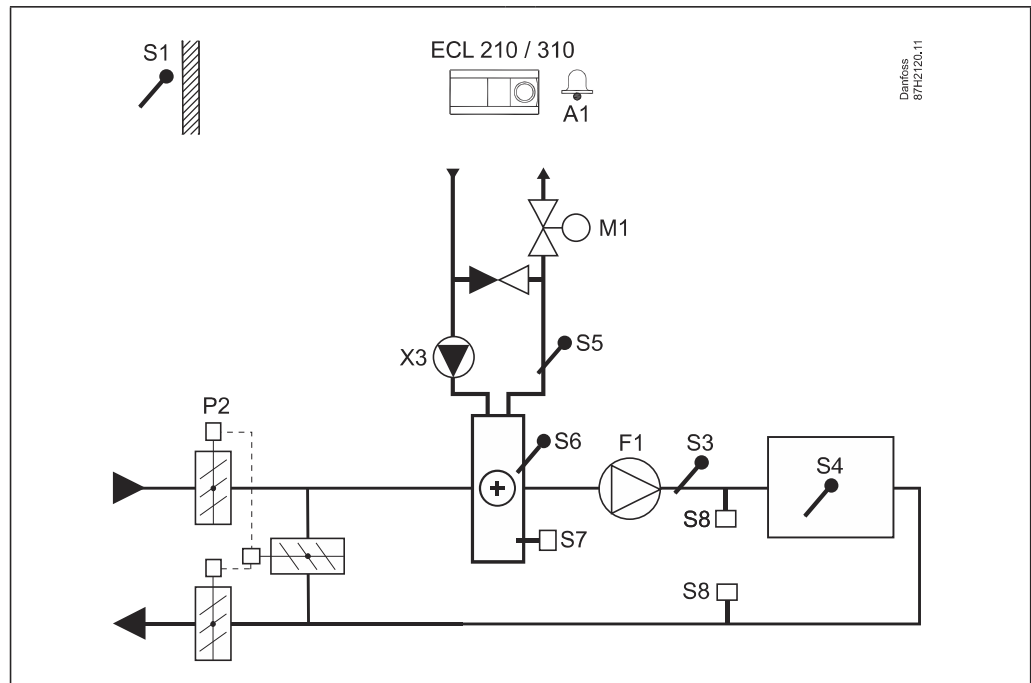 S1
ECL 210 / 310
A1
Danfoss
87H2120.11
M1
X3
S5
P2
S6
F1
S3
S4
S8
S7
S8